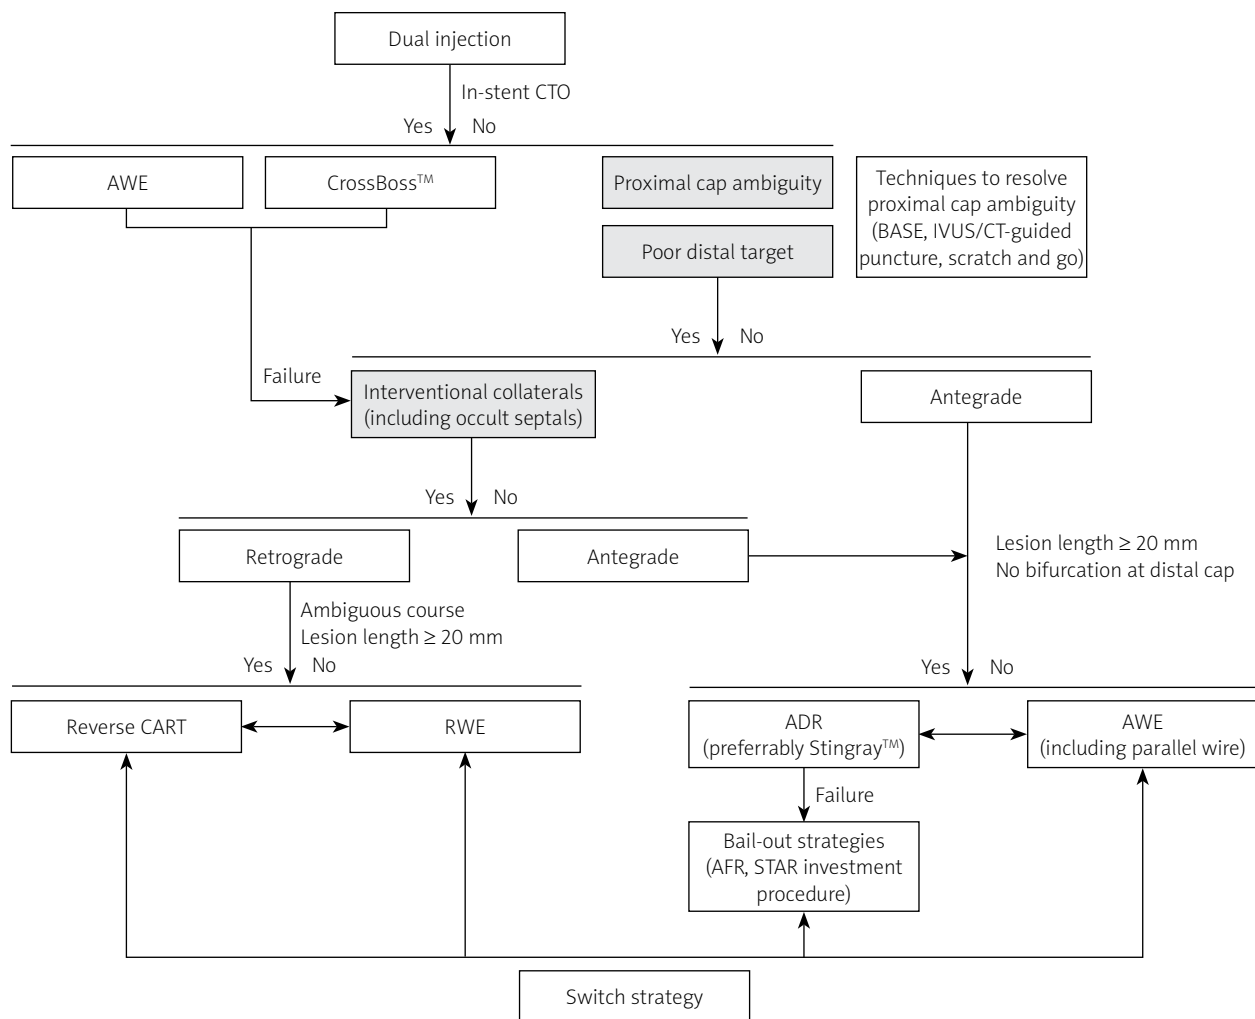 Dual injection
In-stent CTO
Yes No
AWE
CrossBoss™
Proximal cap ambiguity
Techniques to resolve
proximal cap ambiguity
(BASE, IVUS/CT-guided
puncture, scratch and go)
Poor distal target
Yes No
Failure
Interventional collaterals
(including occult septals)
Antegrade
Yes No
Retrograde
Antegrade
Lesion length ≥ 20 mm
No bifurcation at distal cap
Ambiguous course
Lesion length ≥ 20 mm
Yes No
Yes No
Reverse CART
RWE
ADR
(preferrably Stingray™)
AWE
(including parallel wire)
Failure
Bail-out strategies
(AFR, STAR investment
procedure)
Switch strategy